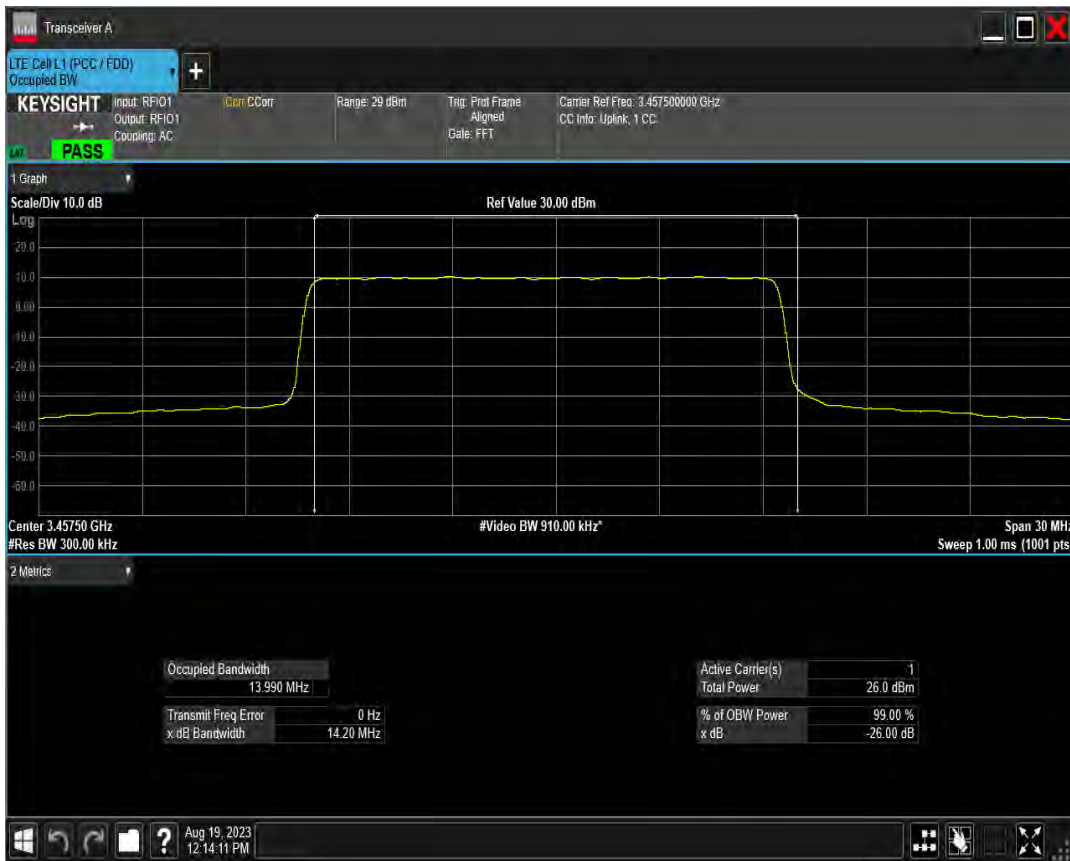 Transceiver A
LTE Cell L1 (PCC / FDD)
Occupied BW
+
KEYSIGHT
Input: RFIO1
Output: RFIO1
Coupling: AC
Corr CCorr
Range: 29 dBm
Trig: Prot Frame
Aligned
Gate: FFT
Carrier Ref Freq: 3.457500000 GHz
CC Info: Uplink, 1 CC
PASS
1 Graph
Scale/Div 10.0 dB
Ref Value 30.00 dBm
Log
20.0
10.0
0.00
-10.0
-20.0
-30.0
-40.0
-50.0
-60.0
Center 3.45750 GHz
#Video BW 910.00 kHz*
Span 30 MHz
#Res BW 300.00 kHz
Sweep 1.00 ms (1001 pts
2 Metrics
Occupied Bandwidth
13.990 MHz
Transmit Freq Error 0 Hz
x dB Bandwidth 14.20 MHz
Active Carrier(s) 1
Total Power 26.0 dBm
% of OBW Power 99.00 %
x dB -26.00 dB
?
Aug 19, 2023
12:14:11 PM